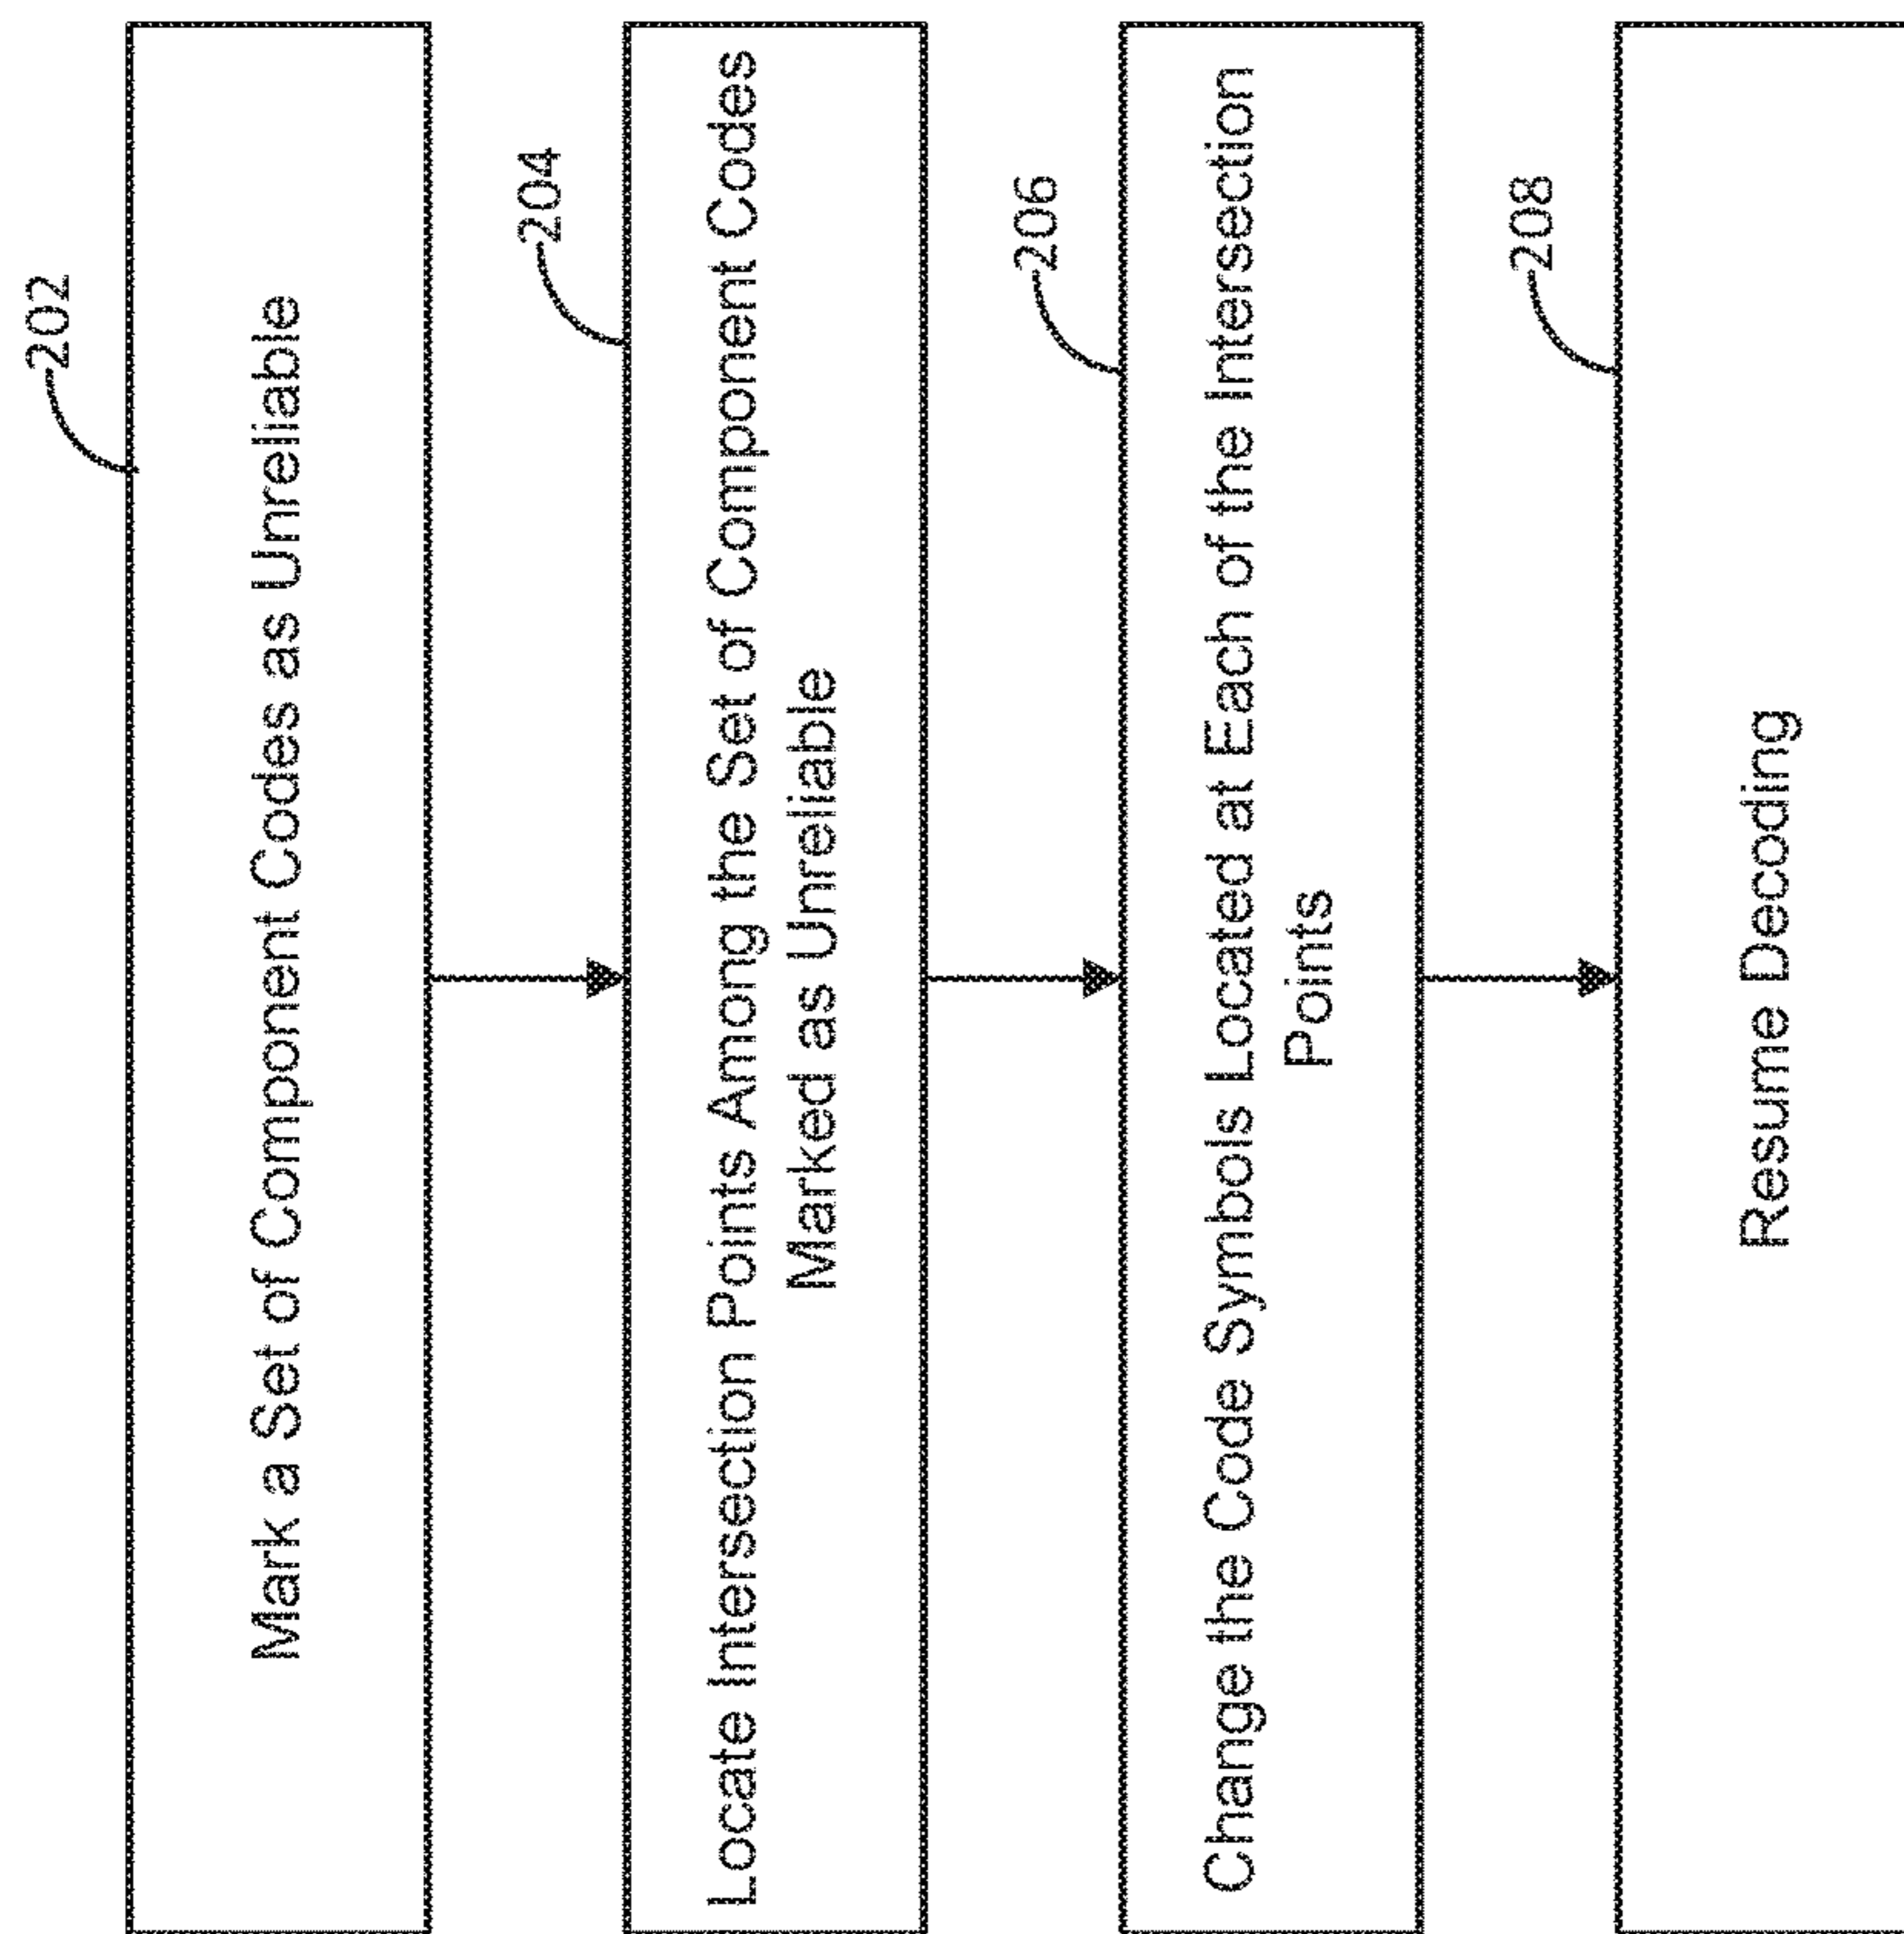 202
Mark a Set of Component Codes as Unreliable
204
Locate Intersection Points Among the Set of Component Codes
Marked as Unreliable
206
Change the Code Symbols Located at Each of the Intersection
Points
208
Resume Decoding